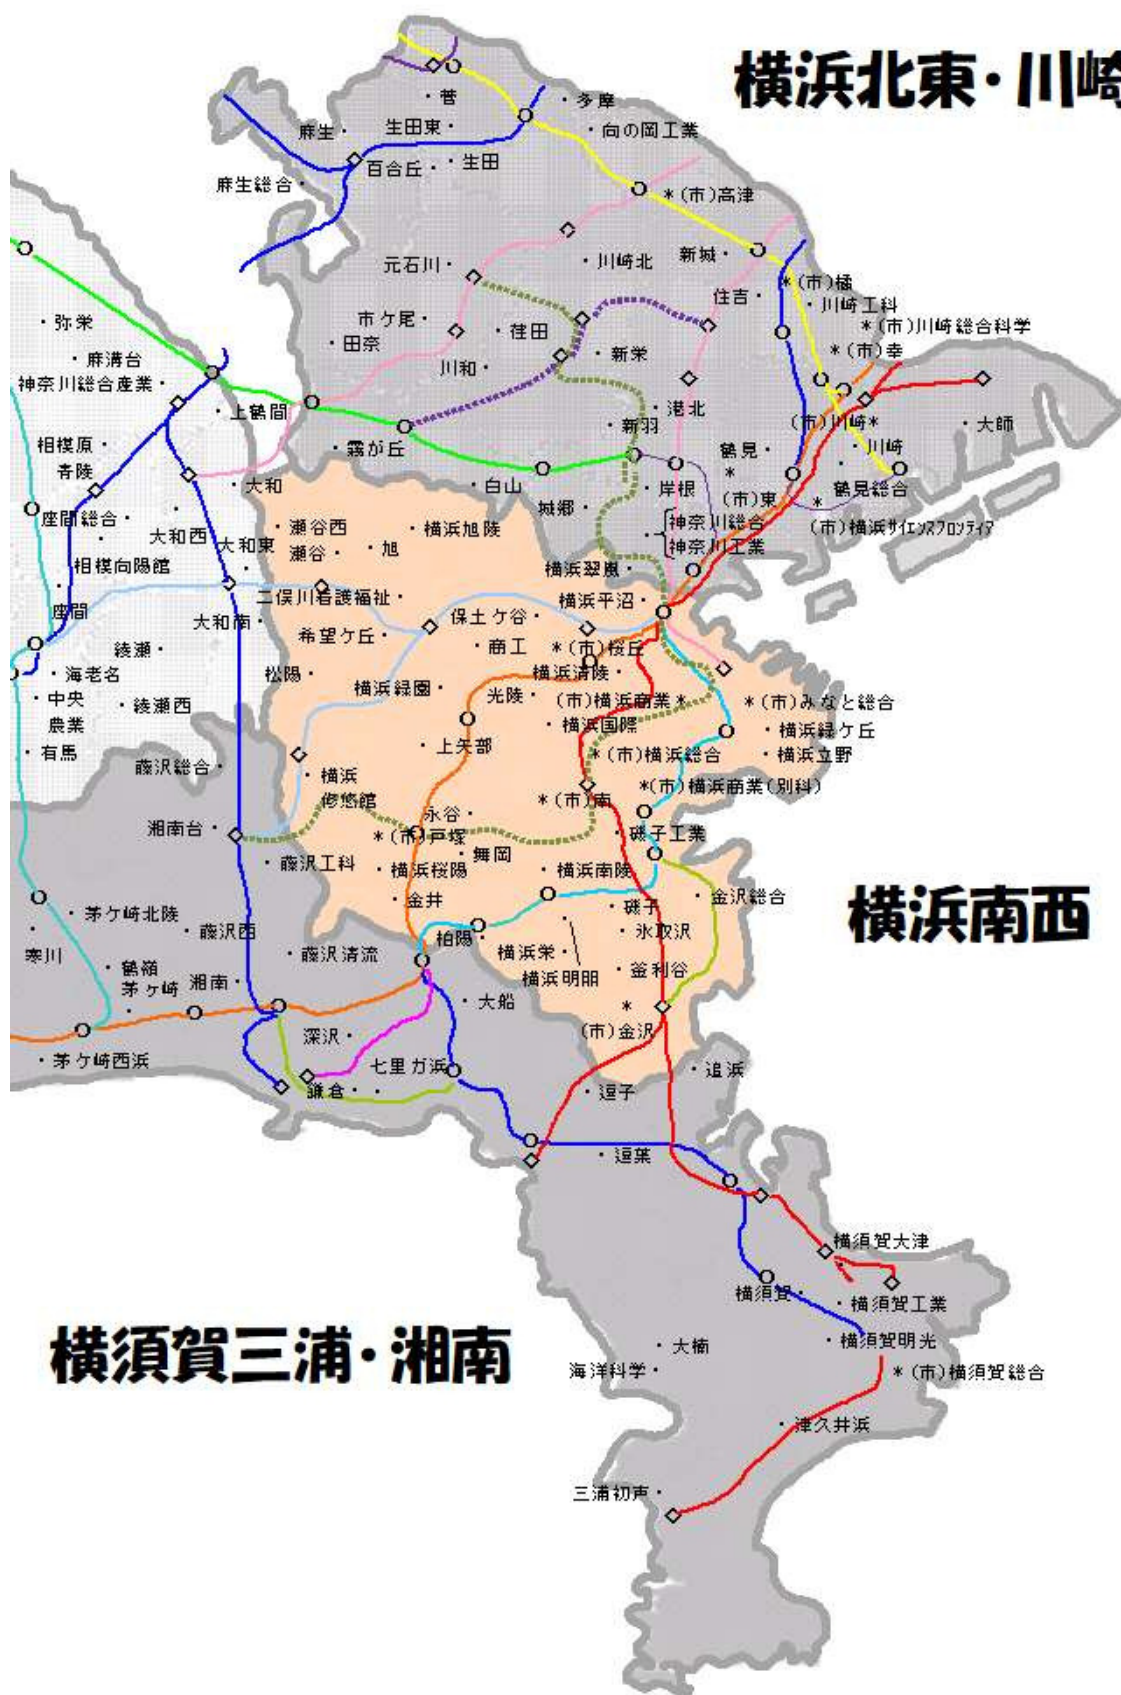 横浜北東・川崎
菅
多摩
麻生
生田東
向の岡工業
百合丘
生田
麻生総合
*(市)高津
元石川
川崎北
新城
*(市)橘
住吉
川崎工科
*(市)川崎総合科学
弥栄
市ケ尾
荏田
田奈
*(市)幸
麻溝台
新栄
川和
神奈川総合産業
上鶴間
港北
(市)川崎*
大師
相模原
新羽
霧が丘
鶴見
*
川崎
青陵
大和
白山
岸根
(市)東
*
鶴見総合
座間総合
城郷
大和西
瀬谷西
横浜旭陵
神奈川総合
(市)横浜サイエンスフロンティア
大和東
瀬谷
旭
神奈川工業
相模向陽館
横浜翠嵐
二俣川看護福祉
横浜平沼
座間
大和南
保土ケ谷
希望ケ丘
綾瀬
商工
*(市)桜丘
海老名
松陽
横浜清陵
横浜緑園
光陵
(市)横浜商業*
*(市)みなと総合
中央
農業
綾瀬西
横浜国際
横浜緑ケ丘
有馬
上矢部
*(市)横浜総合
横浜立野
藤沢総合
横浜
修悠館
*(市)南
*(市)横浜商業(別科)
永谷
湘南台
*(市)戸塚
磯子工業
舞岡
藤沢工科
横浜桜陽
横浜南陵
金井
磯子
金沢総合
横浜南西
茅ケ崎北陵
藤沢西
柏陽
氷取沢
寒川
藤沢清流
横浜栄
横浜明朋
釜利谷
鶴嶺
湘南
茅ケ崎
大船
*
(市)金沢
深沢
茅ケ崎西浜
七里ガ浜
追浜
鎌倉
逗子
逗葉
横須賀大津
横須賀
横須賀工業
横須賀三浦・湘南
大楠
横須賀明光
海洋科学
*(市)横須賀総合
津久井浜
三浦初声